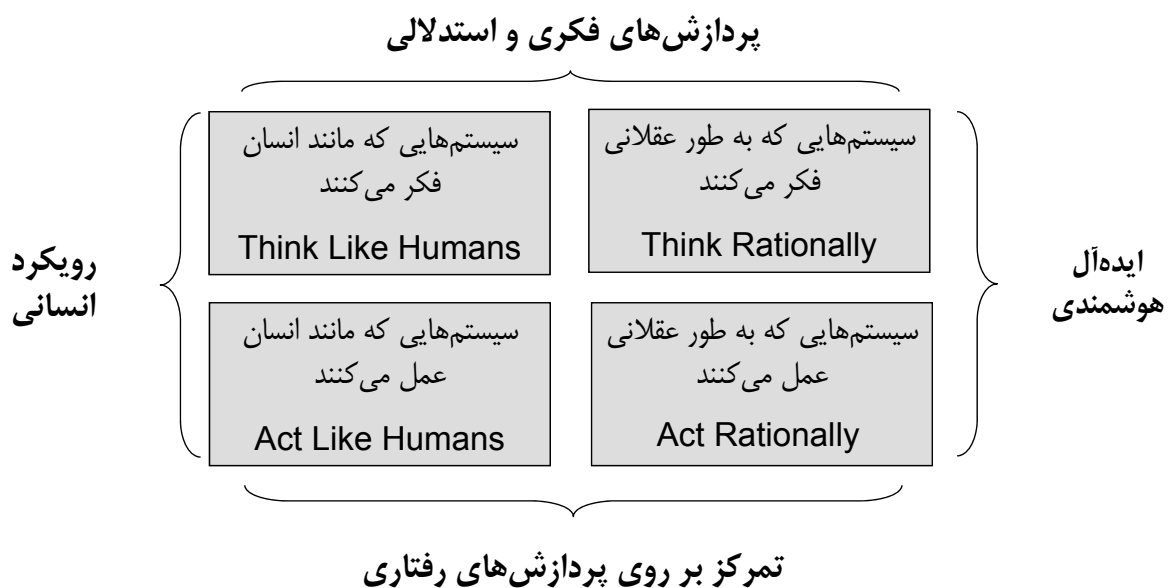 پردازش‌های فکری و استدلالی
سیستم‌هایی که به طور عقلانی
فکر می‌کنند
Think Rationally
سیستم‌هایی که مانند انسان
فکر می‌کنند
Think Like Humans
ایده‌آل
هوشمندی
رویکرد
انسانی
سیستم‌هایی که به طور عقلانی
عمل می‌کنند
Act Rationally
سیستم‌هایی که مانند انسان
عمل می‌کنند
Act Like Humans
تمرکز بر روی پردازش‌های رفتاری